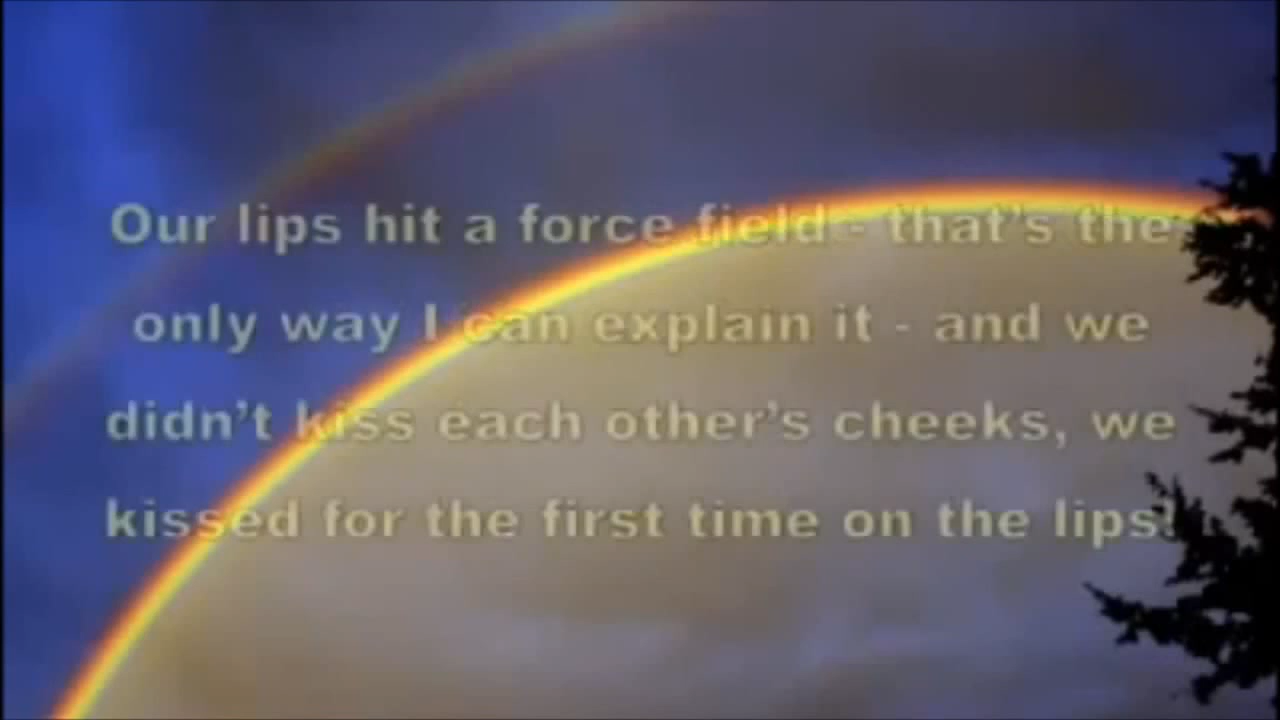 Our lips hit a force field - that’s the
only way I can explain it - and we
didn’t kiss each other’s cheeks, we
kissed for the first time on the lips!